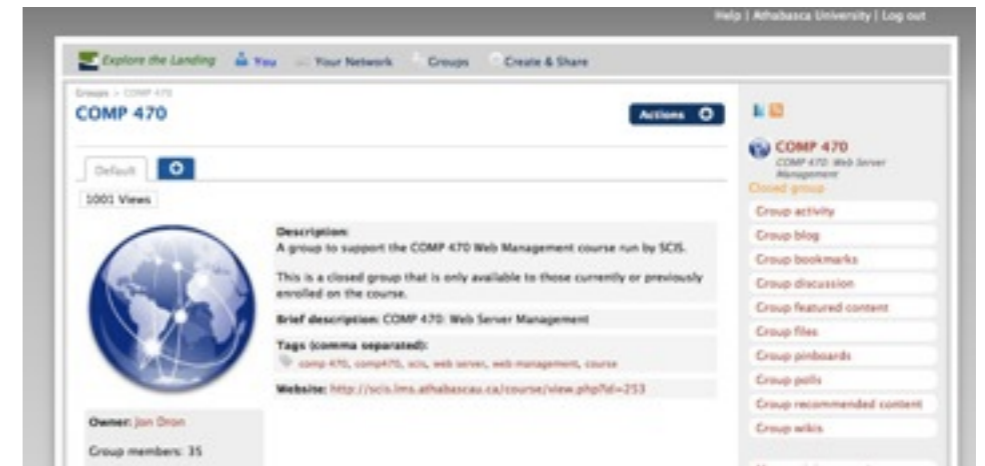 Help | Athabasca University | Log out
Explore the Landing You Your Network Groups Create & Share
Groups > COMP 470
COMP 470
Actions
Default
1001 Views
Description:
A group to support the COMP 470 Web Management course run by SCIS.
This is a closed group that is only available to those currently or previously
enrolled on the course.
Brief description: COMP 470: Web Server Management
Tags (comma separated):
comp 470, comp470, scis, web server, web management, course
Website: http://scis.lms.athabascau.ca/course/view.php?id=253
Owner: Jon Dron
Group members: 35
COMP 470
COMP 470: Web Server
Management
Closed group
Group activity
Group blog
Group bookmarks
Group discussion
Group featured content
Group files
Group pinboards
Group polls
Group recommended content
Group wikis